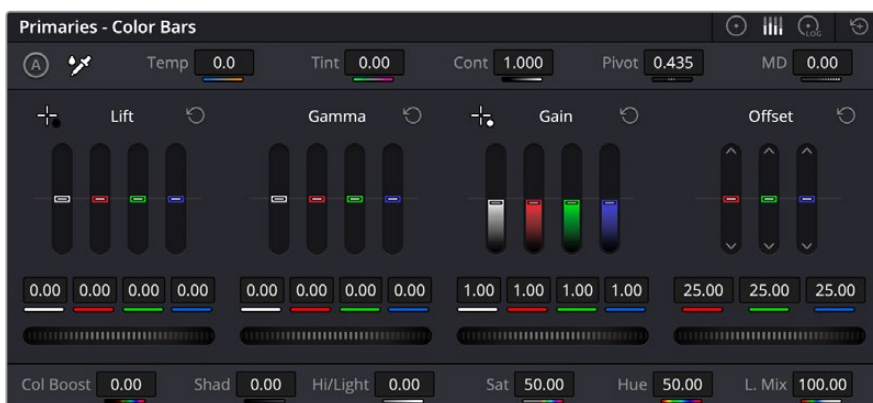 Primaries - Color Bars
LOG
A Temp 0.0 Tint 0.00 Cont 1.000 Pivot 0.435 MD 0.00
Lift Gamma Gain Offset
0.00 0.00 0.00 0.00 0.00 0.00 0.00 0.00 1.00 1.00 1.00 1.00 25.00 25.00 25.00
Col Boost 0.00 Shad 0.00 Hi/Light 0.00 Sat 50.00 Hue 50.00 L. Mix 100.00